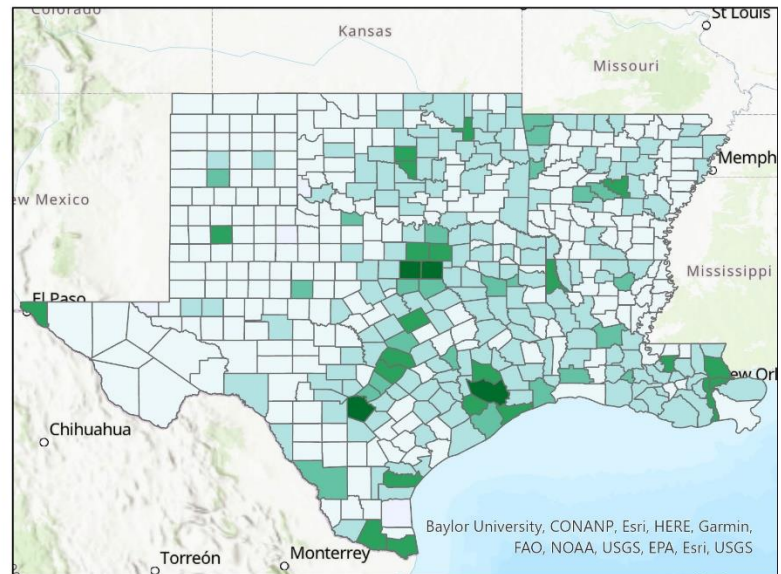 Colorado
Kansas
St Louis
Missouri
Memph
ew Mexico
Mississippi
El Paso
ew Orl
Chihuahua
Baylor University, CONANP, Esri, HERE, Garmin,
FAO, NOAA, USGS, EPA, Esri, USGS
Torreón
Monterrey